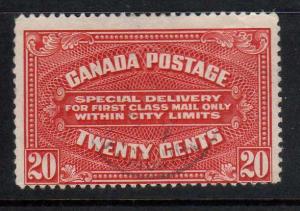 CANADA POSTAGE
SPECIAL DELIVERY
FOR FIRST CLASS MAIL ONLY
WITHIN CITY LIMITS
TWENTY CENTS
20 20